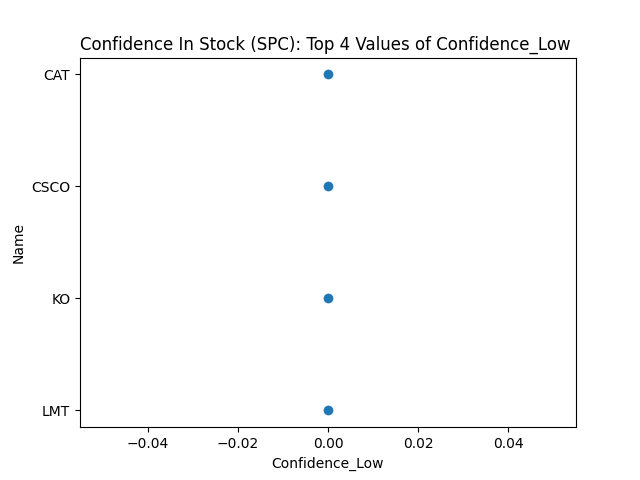 Confidence In Stock (SPC): Top 4 Values of Confidence_Low
CAT
CSCO
KO
LMT
Name
−0.04
−0.02
0.00
0.02
0.04
Confidence_Low